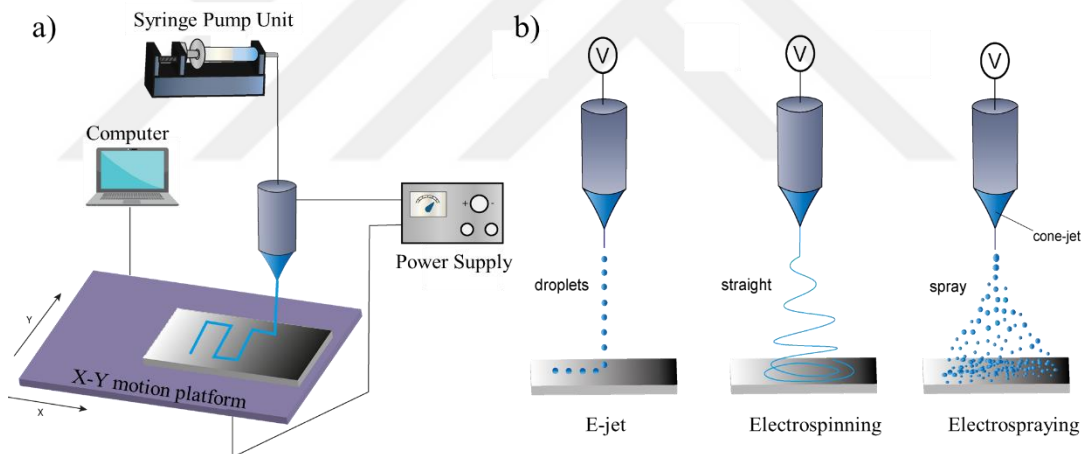 a)
Syringe Pump Unit
Computer
+ -
Power Supply
Y
X-Y motion platform
X
b)
V
V
V
cone-jet
droplets
straight
spray
E-jet
Electrospinning
Electrospraying